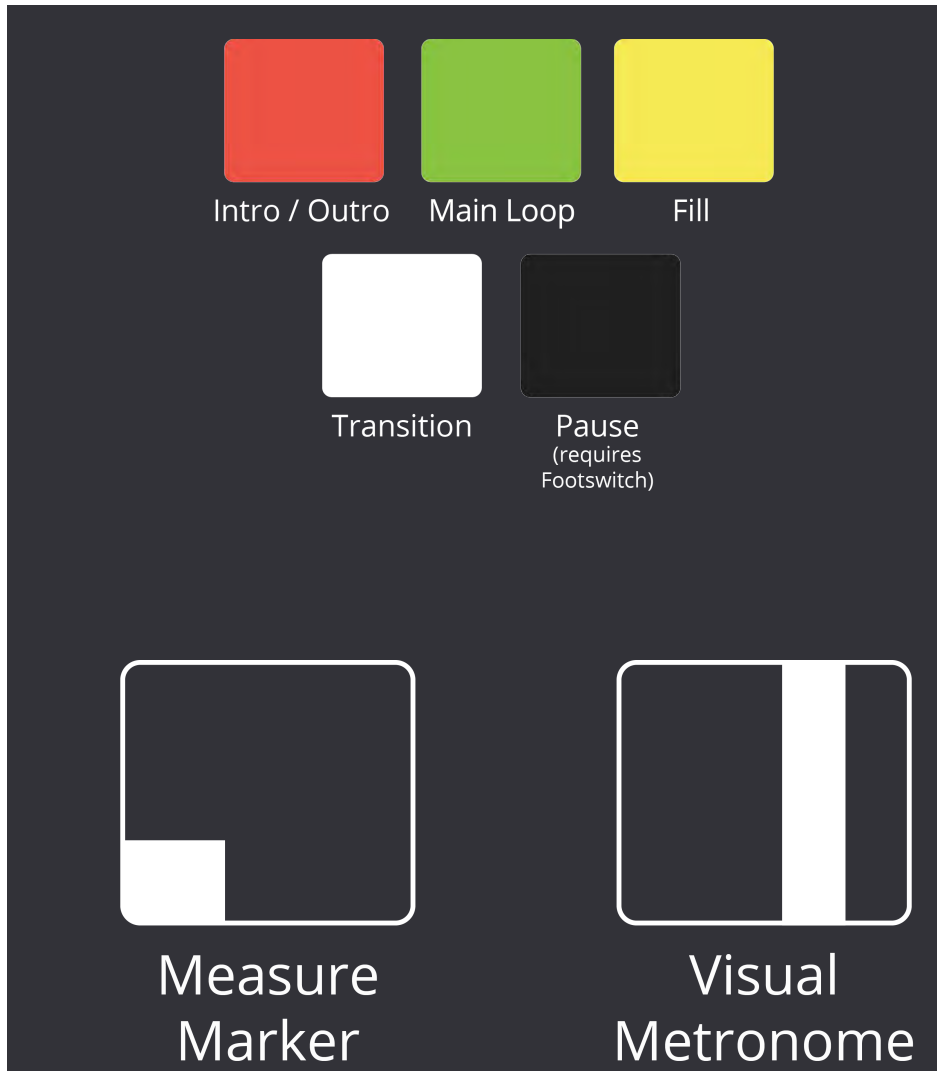 Intro / Outro
Main Loop
Fill
Transition
Pause
(requires
Footswitch)
Measure
Marker
Visual
Metronome